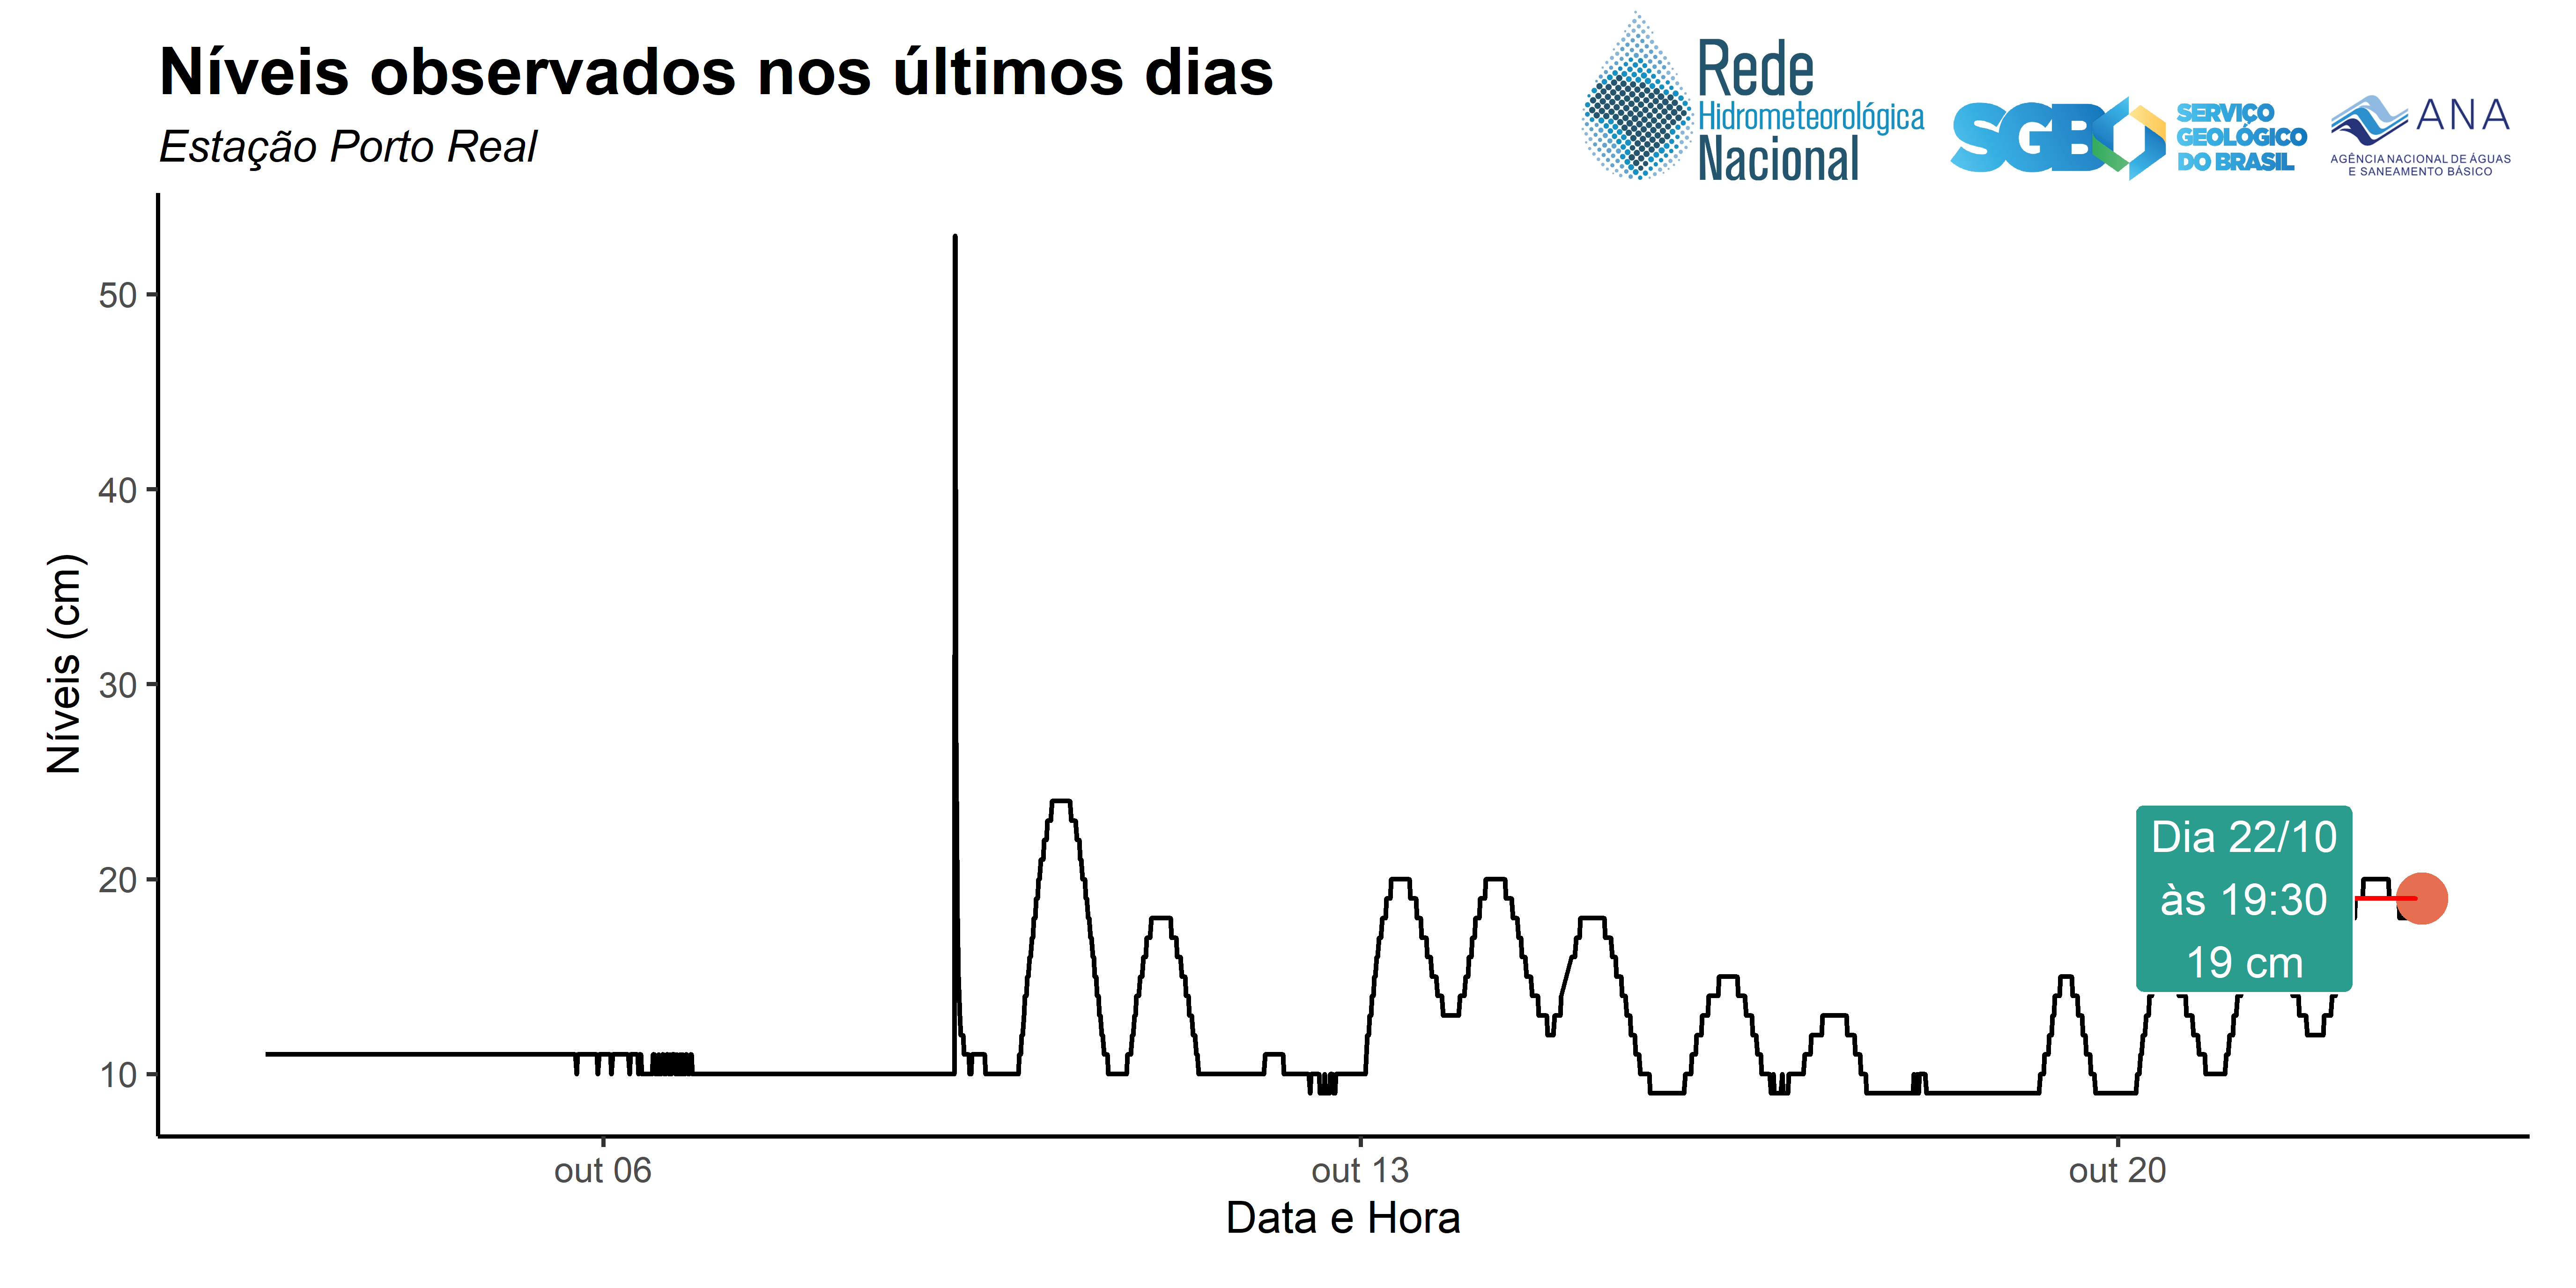 Níveis observados nos últimos dias
Estação Porto Real
Rede
Hidrometeorológica
Nacional
SGB
SERVIÇO
GEOLÓGICO
DO BRASIL
ANA
AGÊNCIA NACIONAL DE ÁGUAS
E SANEAMENTO BÁSICO
Níveis (cm)
50
40
30
20
10
Dia 22/10
às 19:30
19 cm
out 06
out 13
out 20
Data e Hora